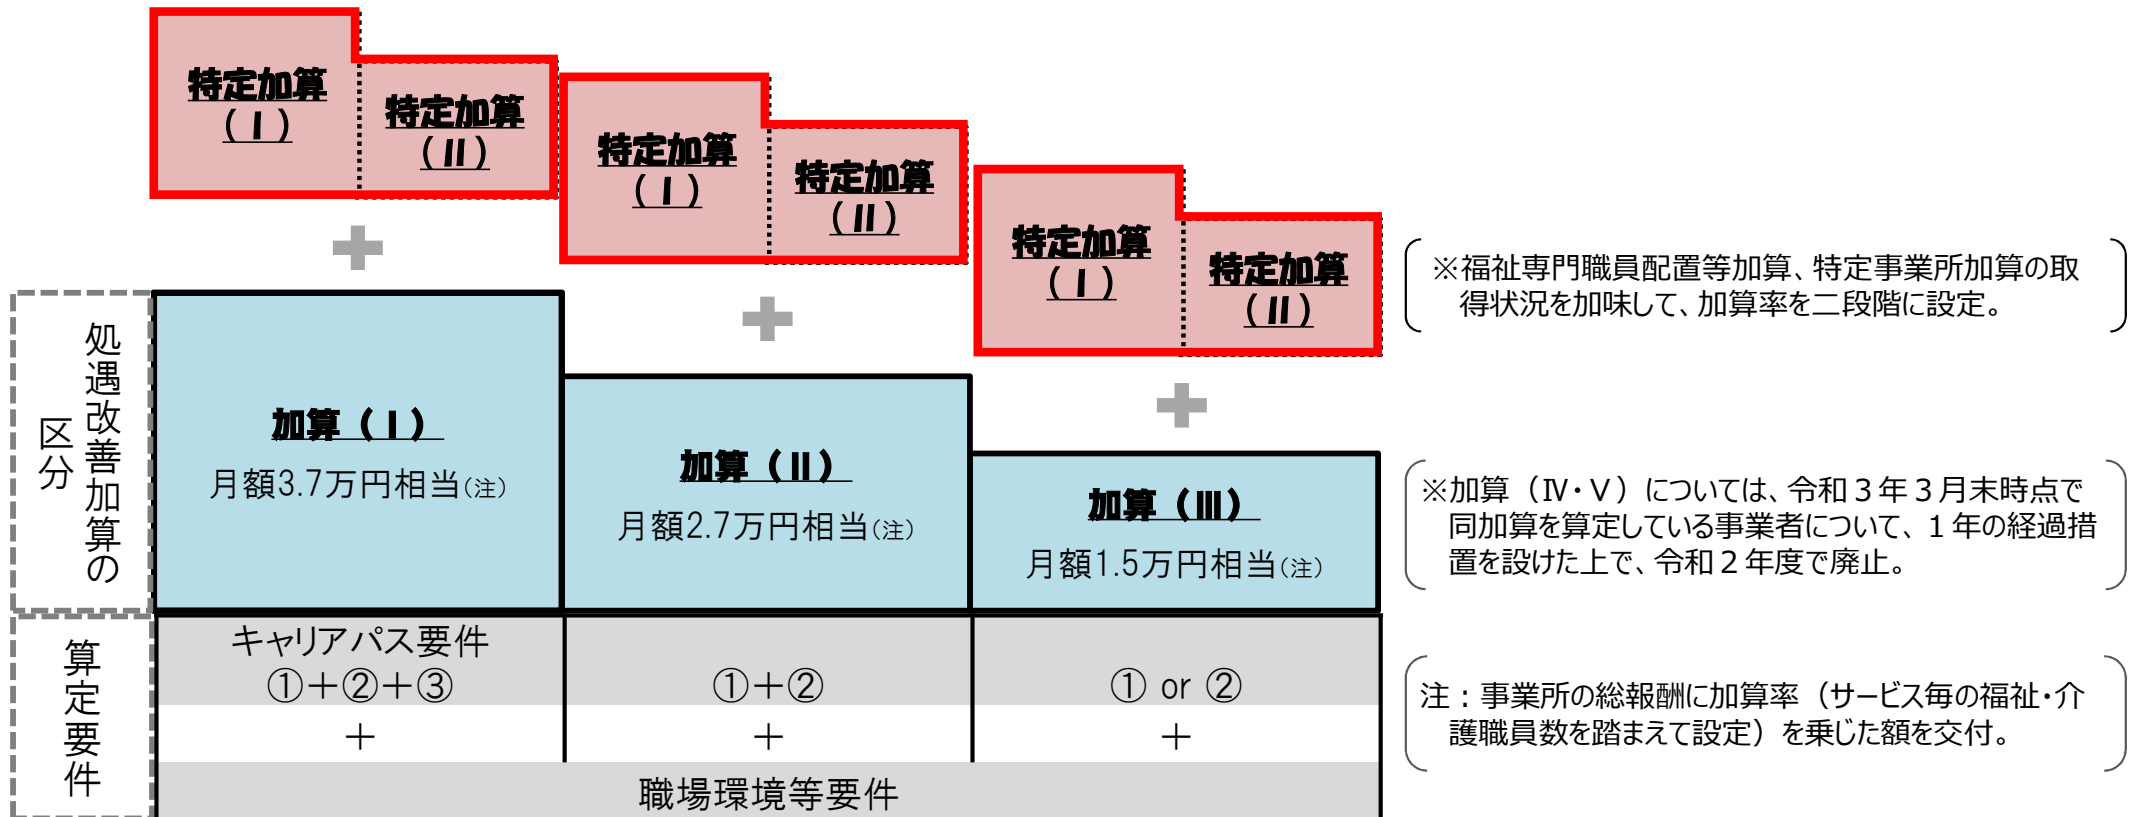 特定加算
(Ⅰ)
特定加算
(Ⅱ)
特定加算
(Ⅰ)
特定加算
(Ⅱ)
特定加算
(Ⅰ)
特定加算
(Ⅱ)
※福祉専門職員配置等加算、特定事業所加算の取
得状況を加味して、加算率を二段階に設定。
処遇改善加算の
区分
加算(Ⅰ)
月額3.7万円相当(注)
加算(Ⅱ)
月額2.7万円相当(注)
加算(Ⅲ)
月額1.5万円相当(注)
※加算(Ⅳ・Ⅴ)については、令和3年3月末時点で
同加算を算定している事業者について、1年の経過措
置を設けた上で、令和2年度で廃止。
算定要件
キャリアパス要件
①+②+③
①+②
① or ②
+
+
+
職場環境等要件
注:事業所の総報酬に加算率(サービス毎の福祉・介
護職員数を踏まえて設定)を乗じた額を交付。